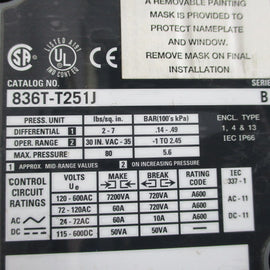 A REMOVABLE PAINTING
MASK IS PROVIDED TO
PROTECT NAMEPLATE
AND WINDOW.
REMOVE MASK ON FINAL
INSTALLATION
UL
LISTED
CATALOG NO. SERIE
836T-T251J B
PRESS. UNIT lbs/sq. in. BAR(100's kPa) ENCL. TYPE
DIFFERENTIAL 1 2 - 7 .14 - .49 1, 4 & 13
OPER. RANGE 2 30 IN. VAC - 35 -1 TO 2.45 IEC IP66
MAX. PRESSURE 80 5.6
1 APPROX. MID-RANGE VALUES 2 ON INCREASING PRESSURE
CONTROL CIRCUIT RATINGS VOLTS Ue MAKE BREAK RATING CODE IEC 337-1
AC 120 - 600AC 7200VA 720VA A600 AC - 11
72 - 120AC 60A 720VA A600
24 - 72AC 60A 10A A600
DC 115 - 600DC 50VA 50VA DC - 11